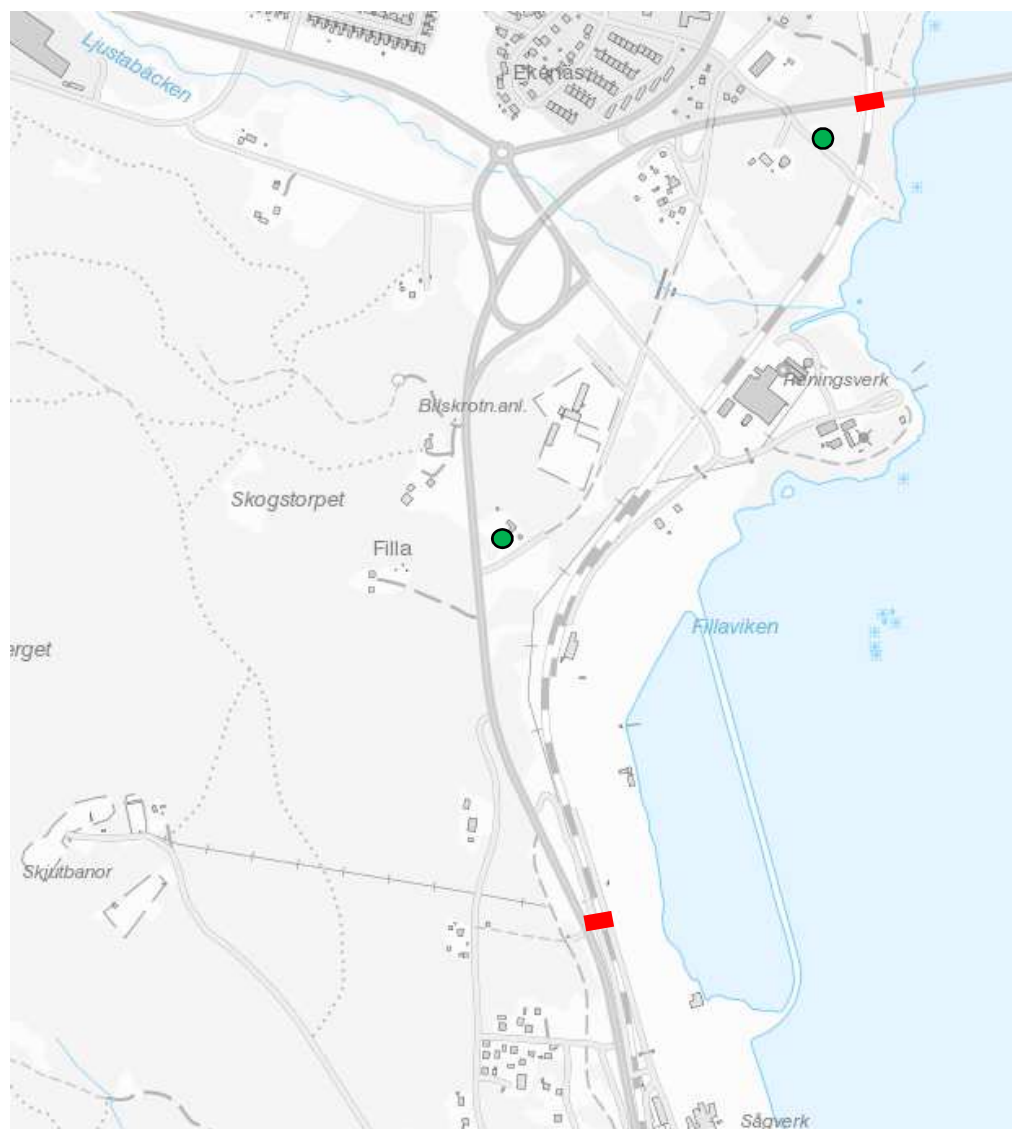 Ljustabäcken
Ekenäs
Reningsverk
Bilskrotn.anl.
Skogstorpet
Filla
Fillaviken
erget
Skjutbanor
Sågverk